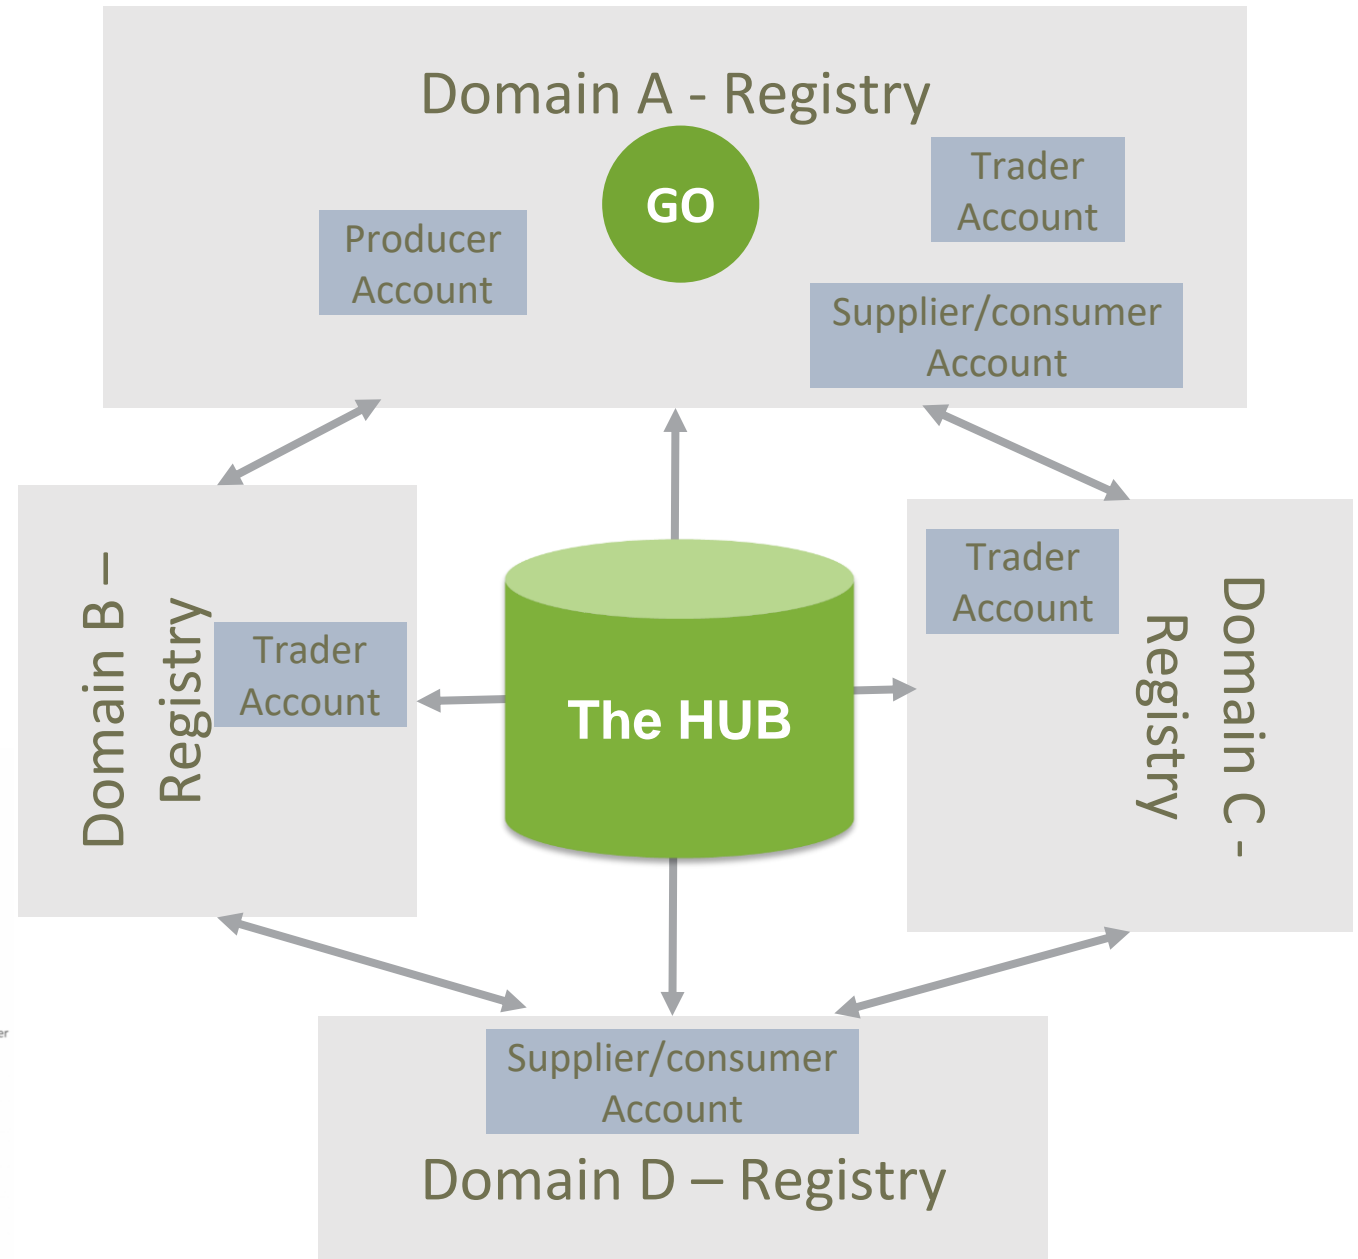 Domain A - Registry
GO
Trader
Account
Producer
Account
Supplier/consumer
Account
Domain B –
Registry
Trader
Account
The HUB
Trader
Account
Domain C -
Registry
Supplier/consumer
Account
Domain D – Registry